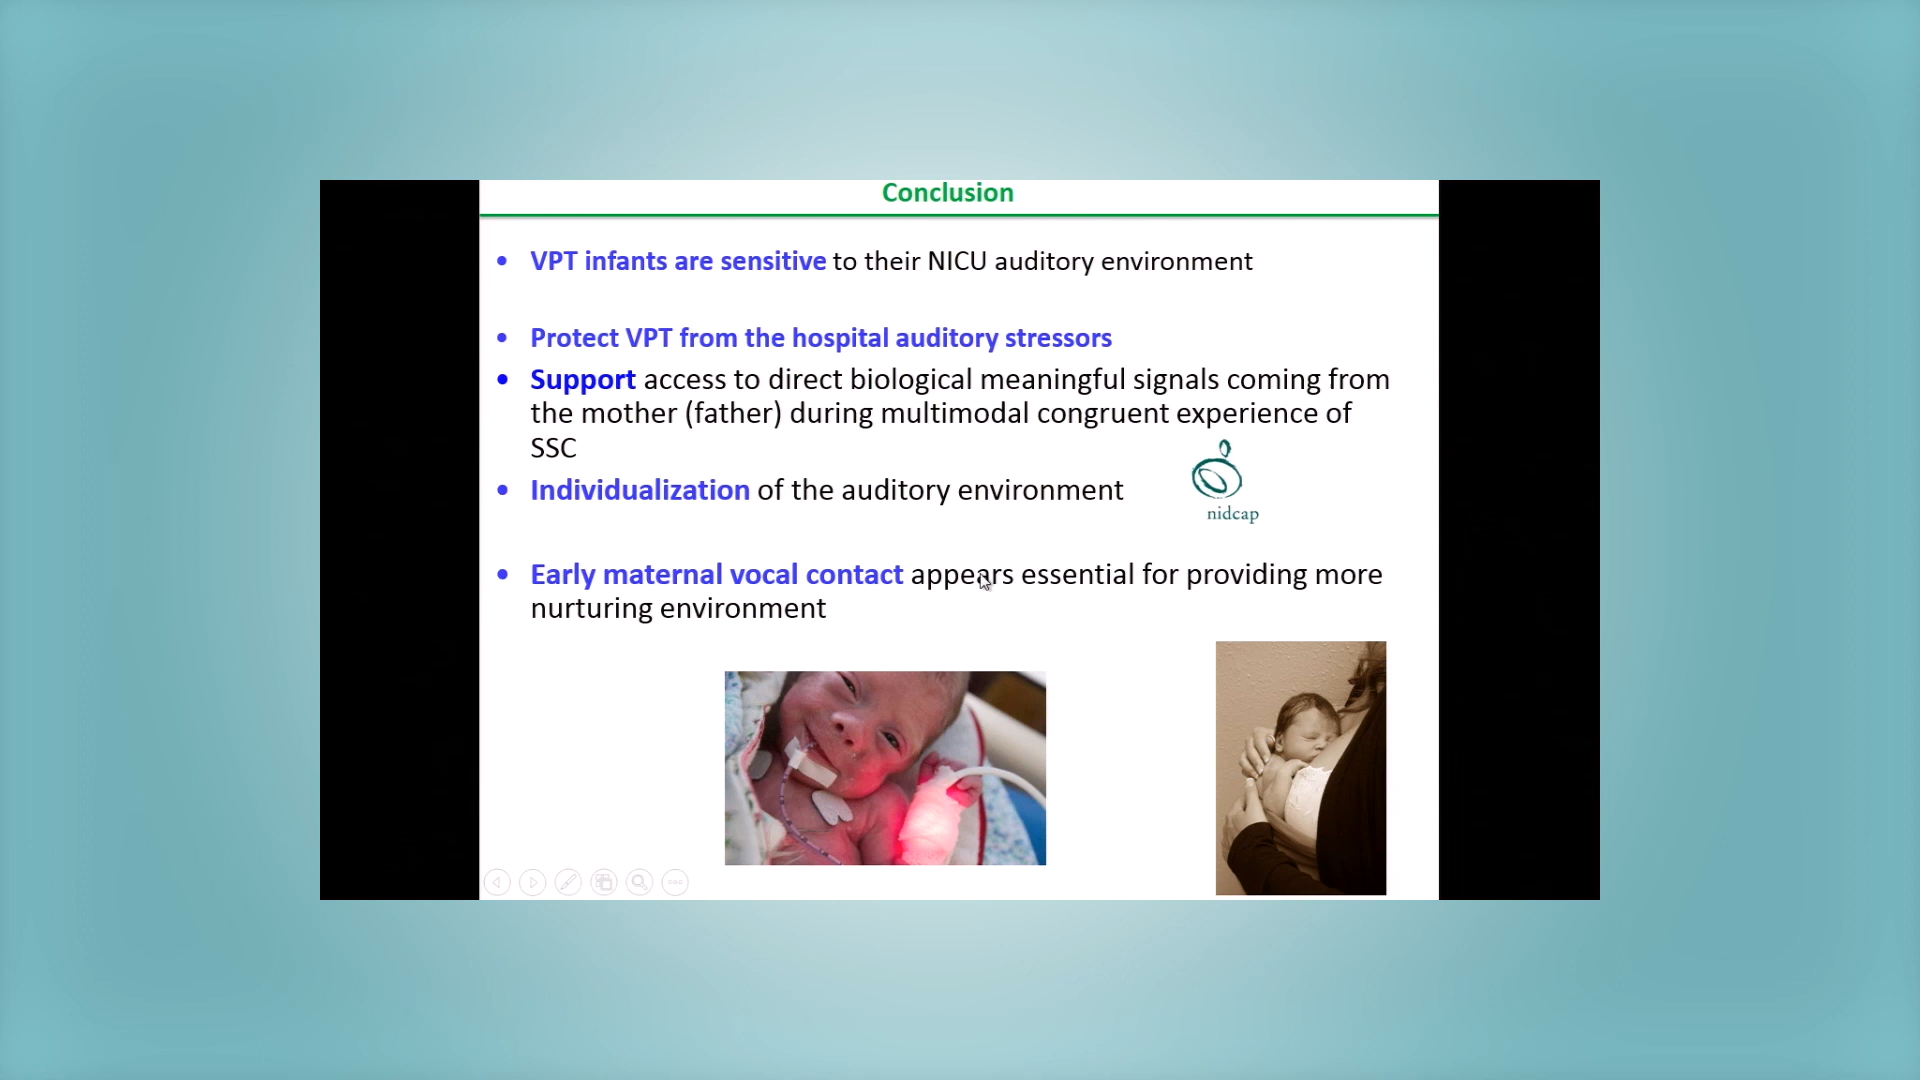 Conclusion
• VPT infants are sensitive to their NICU auditory environment
• Protect VPT from the hospital auditory stressors
• Support access to direct biological meaningful signals coming from
the mother (father) during multimodal congruent experience of
SSC
• Individualization of the auditory environment
nidcap
• Early maternal vocal contact appears essential for providing more
nurturing environment